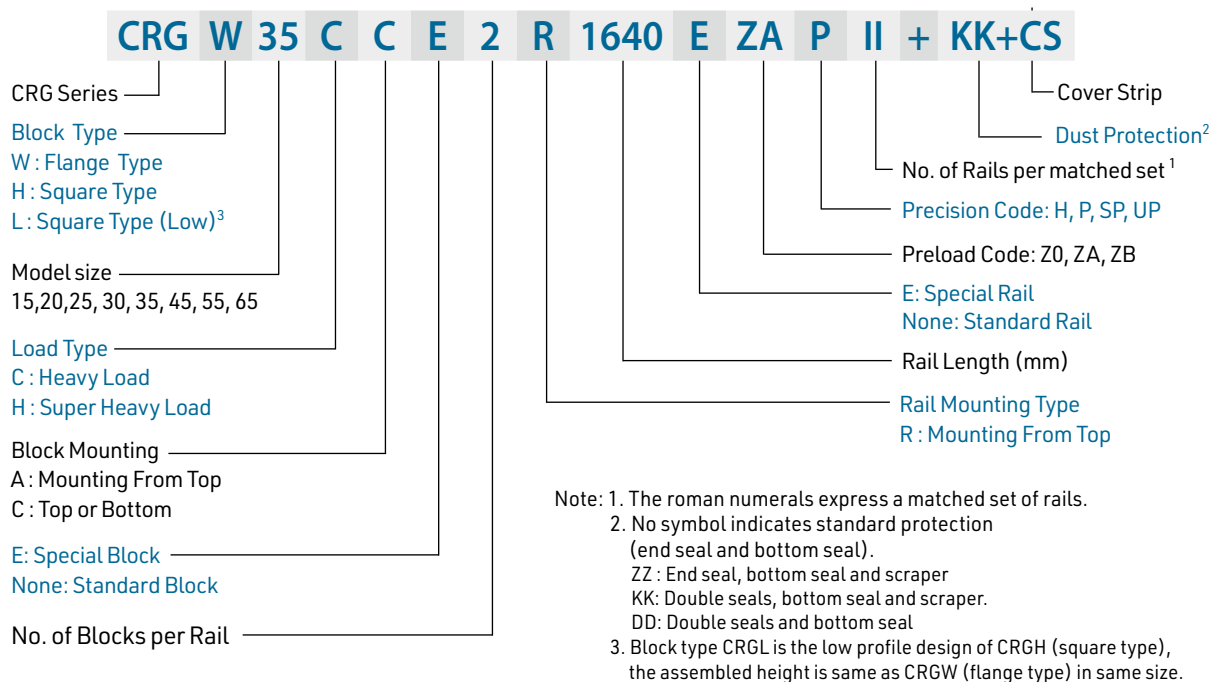 CRG W 35 C C E 2 R 1640 E ZA P II + KK+CS
CRG Series
Block Type
W : Flange Type
H : Square Type
L : Square Type (Low)3
Model size
15,20,25, 30, 35, 45, 55, 65
Load Type
C : Heavy Load
H : Super Heavy Load
Block Mounting
A : Mounting From Top
C : Top or Bottom
E: Special Block
None: Standard Block
No. of Blocks per Rail
Cover Strip
Dust Protection2
No. of Rails per matched set 1
Precision Code: H, P, SP, UP
Preload Code: Z0, ZA, ZB
E: Special Rail
None: Standard Rail
Rail Length (mm)
Rail Mounting Type
R : Mounting From Top
Note: 1. The roman numerals express a matched set of rails.
2. No symbol indicates standard protection
(end seal and bottom seal).
ZZ : End seal, bottom seal and scraper
KK: Double seals, bottom seal and scraper.
DD: Double seals and bottom seal
3. Block type CRGL is the low profile design of CRGH (square type),
the assembled height is same as CRGW (flange type) in same size.